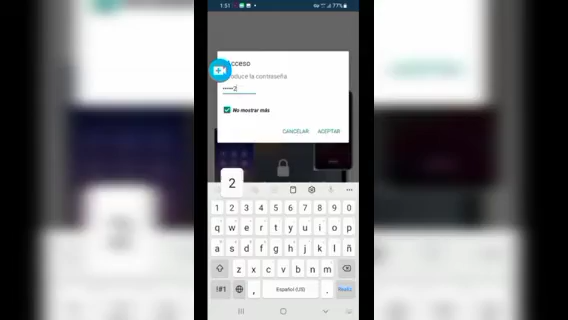 1:51
77%
Acceso
roduce la contraseña
•••••2
No mostrar más
CANCELAR ACEPTAR
2
1 2 3 4 5 6 7 8 9 0
q w e r t y u i o p
a s d f g h j k l ñ
z x c v b n m
!#1 , Español (US) . Realiz